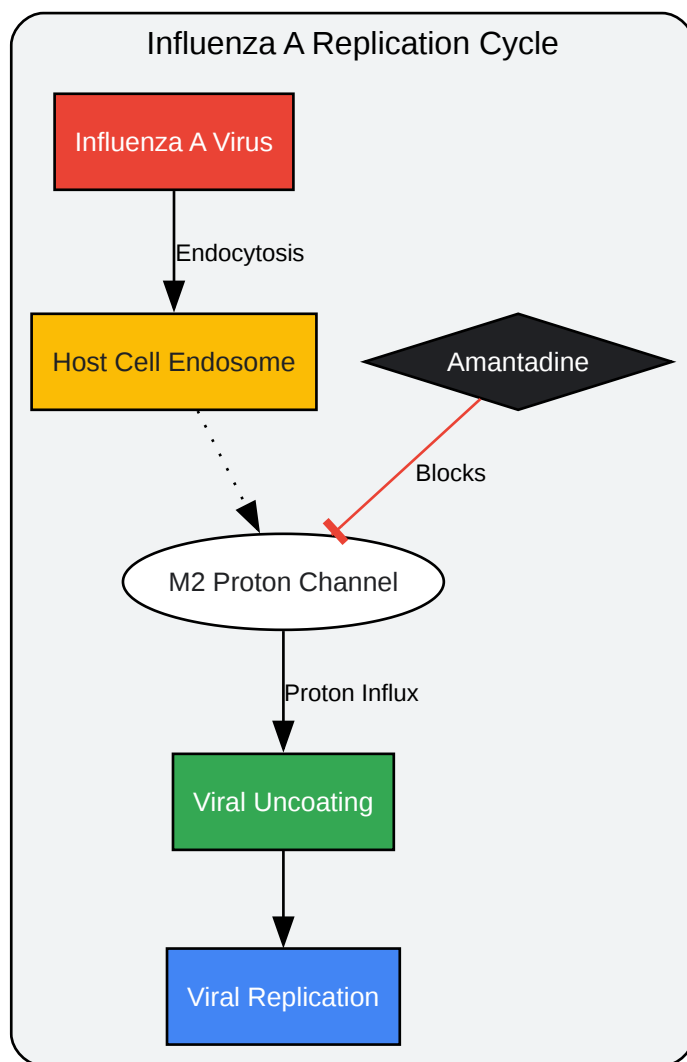 Influenza A Replication Cycle
Influenza A Virus
Endocytosis
Host Cell Endosome
Amantadine
Blocks
M2 Proton Channel
Proton Influx
Viral Uncoating
Viral Replication